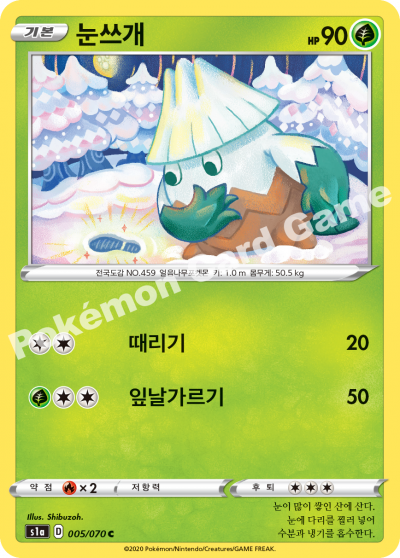 기본 눈쓰개 HP 90
전국도감 NO.459 얼음나무포켓몬 키: 1.0 m 몸무게: 50.5 kg
때리기 20
잎날가르기 50
약점 ×2 저항력 후퇴
Illus. Shibuzoh.
s1a D 005/070 C
눈이 많이 쌓인 산에 산다.
눈에 다리를 찔러 넣어
수분과 냉기를 흡수한다.
©2020 Pokémon/Nintendo/Creatures/GAME FREAK.
Pokémon Card Game